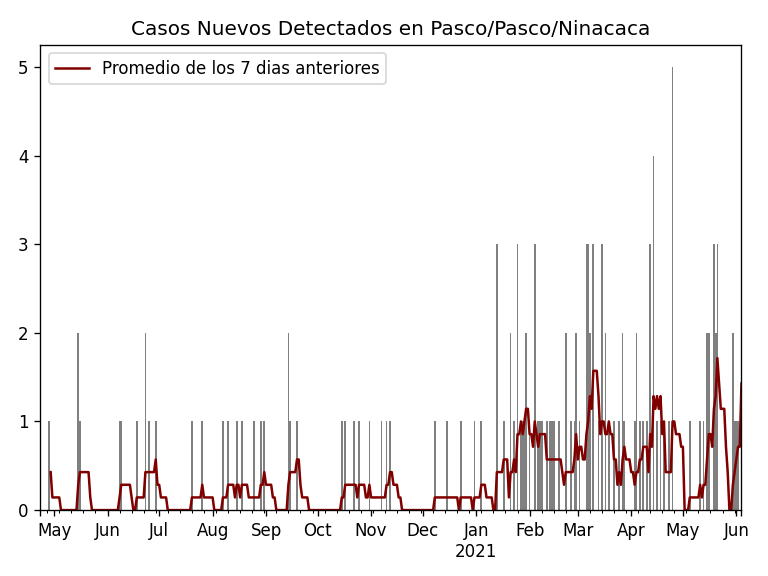 Casos Nuevos Detectados en Pasco/Pasco/Ninacaca
Promedio de los 7 dias anteriores
5
4
3
2
1
0
May Jun Jul Aug Sep Oct Nov Dec Jan Feb Mar Apr May Jun
2021